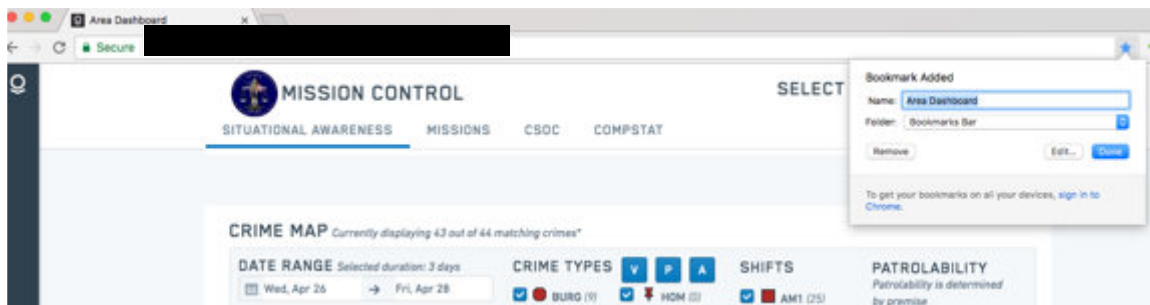 Area Dashboard
Secure
MISSION CONTROL
SELECT
SITUATIONAL AWARENESS MISSIONS CSOC COMPSTAT
Bookmark Added
Name: Area Dashboard
Folder: Bookmarks Bar
Remove Edit... Done
To get your bookmarks on all your devices, sign in to
Chrome.
CRIME MAP Currently displaying 43 out of 44 matching crimes*
DATE RANGE Selected duration: 3 days
Wed, Apr 26 → Fri, Apr 28
CRIME TYPES V P A
BURG (9) HOM (0)
SHIFTS
AM1 (25)
PATROLABILITY
Patrolability is determined
by premise